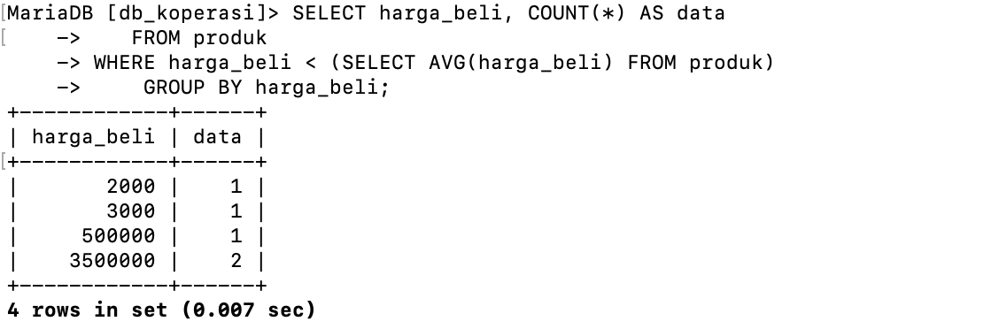 [MariaDB [db_koperasi]> SELECT harga_beli, COUNT(*) AS data
[    ->    FROM produk
    -> WHERE harga_beli < (SELECT AVG(harga_beli) FROM produk)
    ->     GROUP BY harga_beli;
+------------+------+
| harga_beli | data |
[+------------+------+
|       2000 |    1 |
|       3000 |    1 |
|     500000 |    1 |
|    3500000 |    2 |
+------------+------+
4 rows in set (0.007 sec)